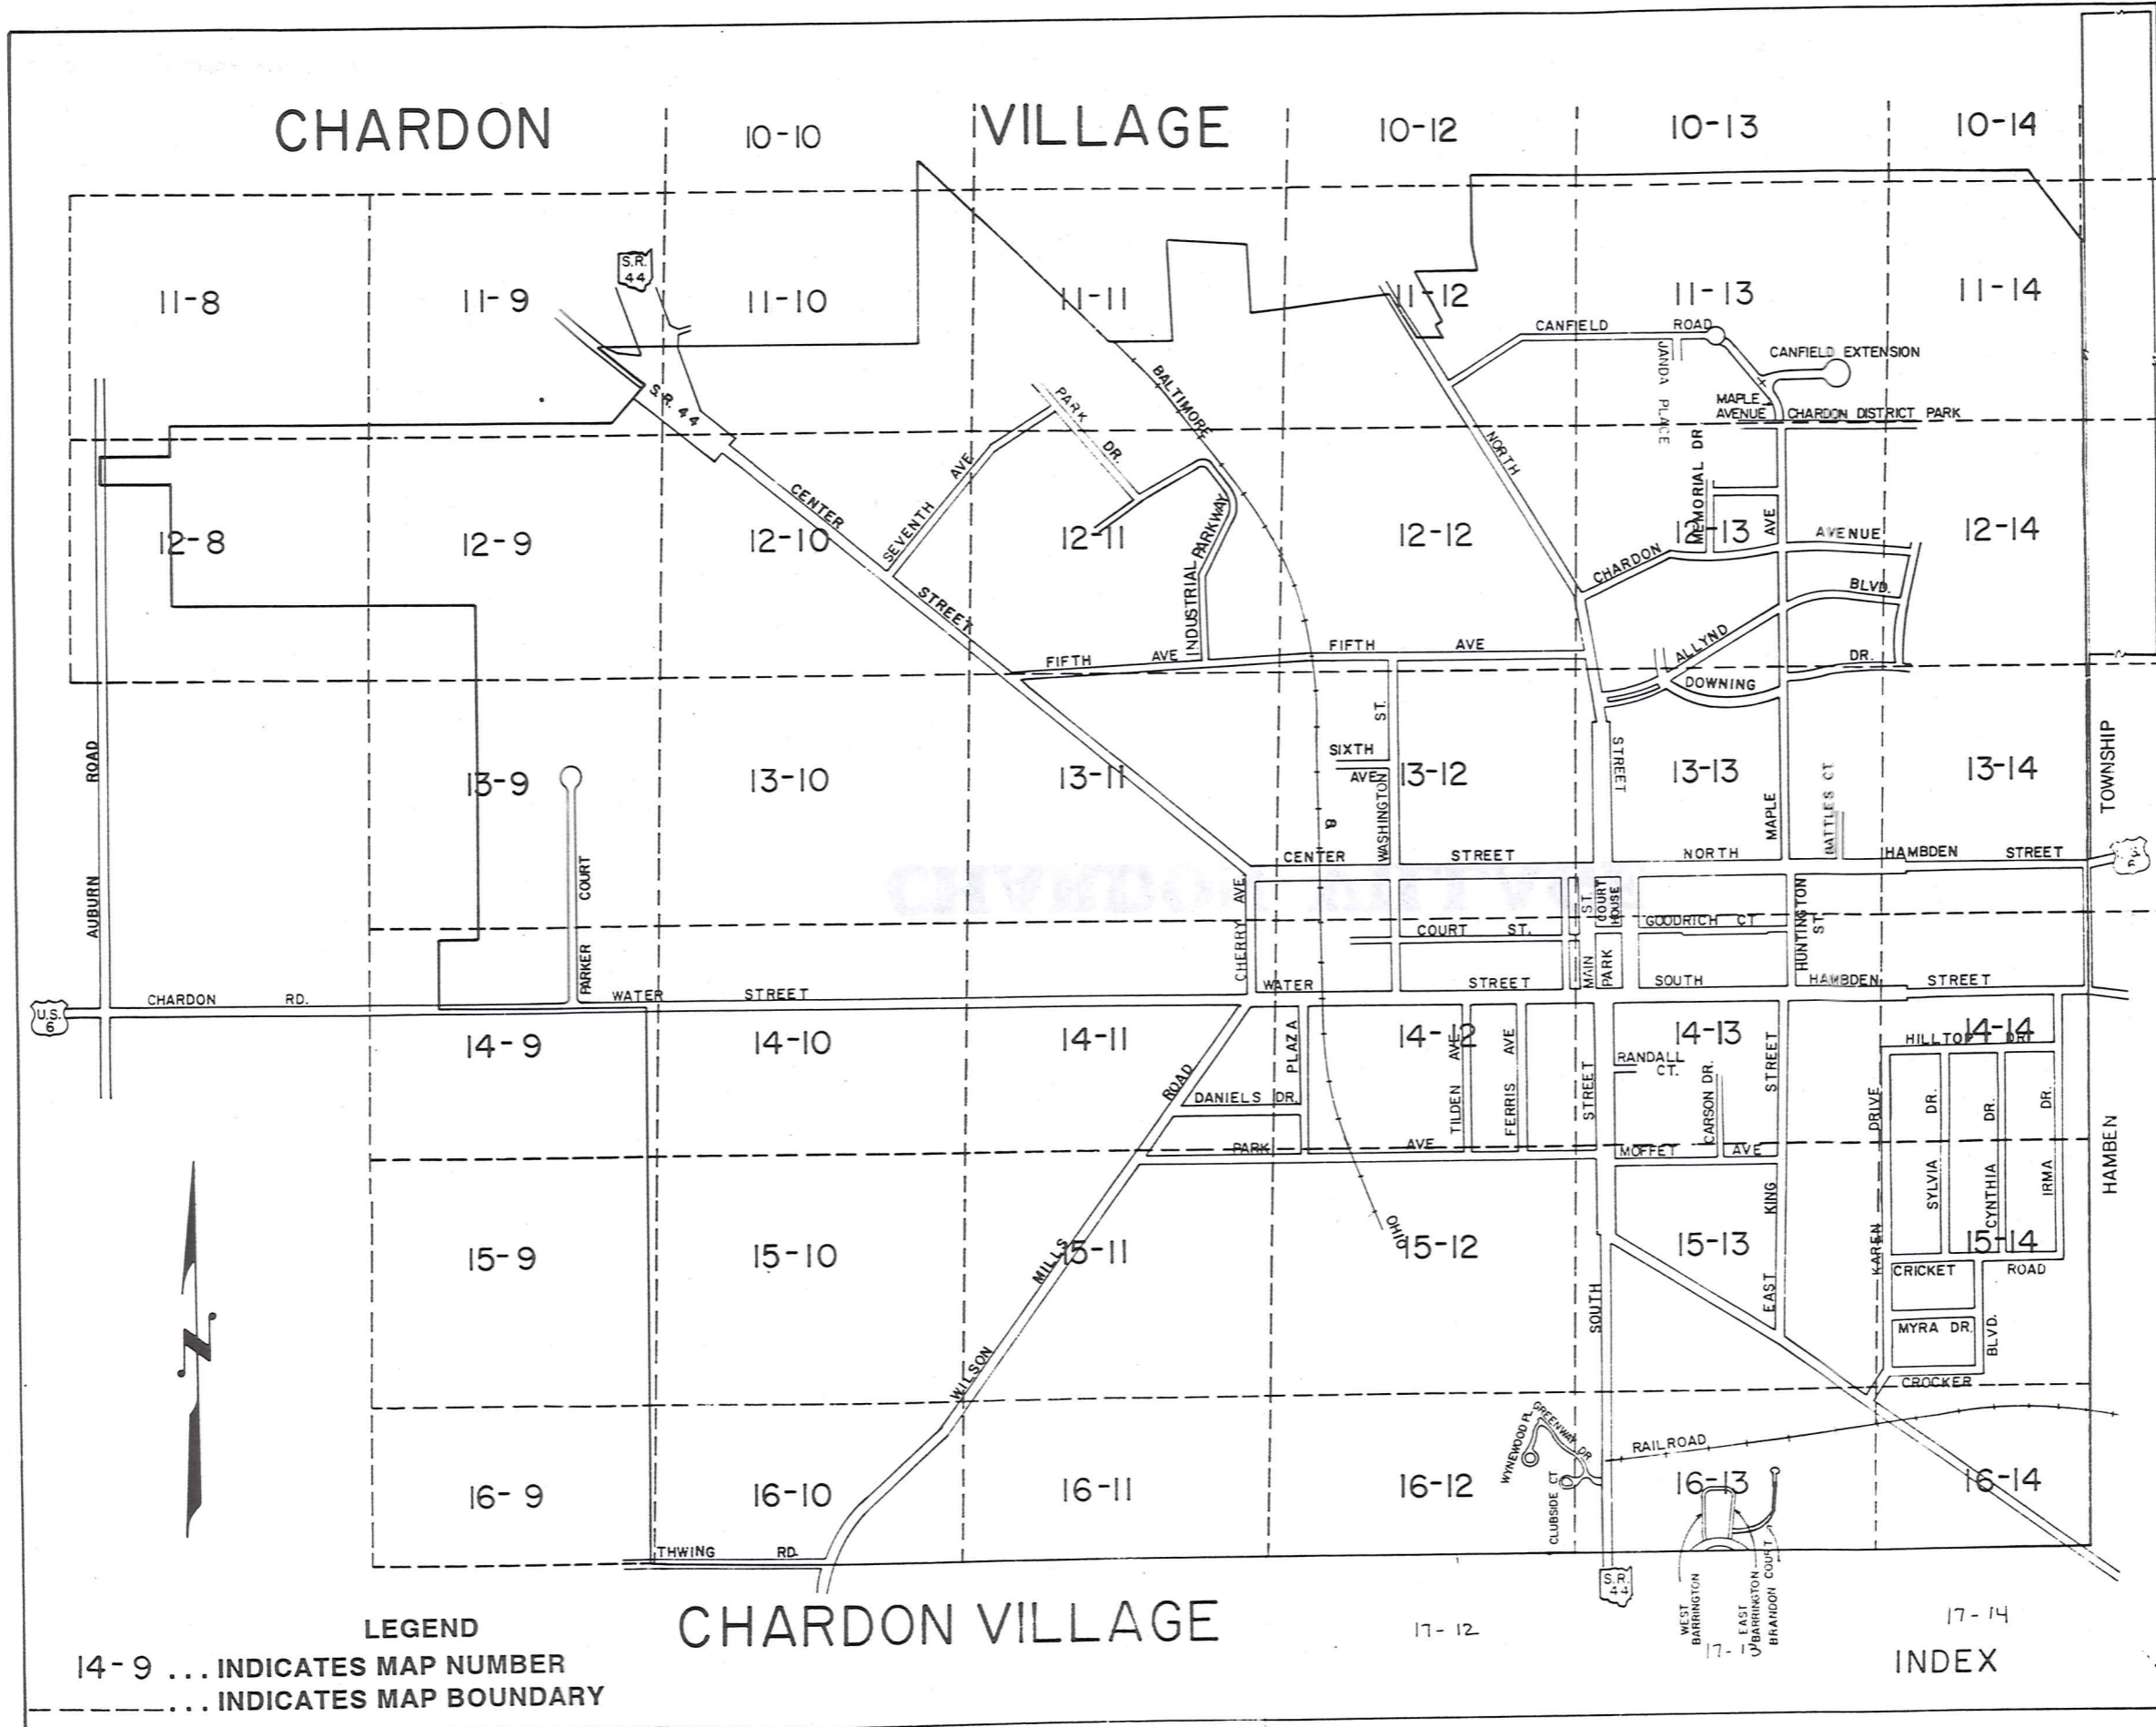 CHARDON VILLAGE
10-10
10-12
10-13
10-14
11-8
11-9
11-10
11-11
11-12
11-13
11-14
S.R.
44
S.R. 44
CANFIELD ROAD
JANDA PLACE
CANFIELD EXTENSION
MAPLE
AVENUE
CHARDON DISTRICT PARK
BALTIMORE
PARK DR.
NORTH
MEMORIAL DR
12-8
12-9
12-10
12-11
12-12
12-13
12-14
CENTER
STREET
SEVENTH AVE
INDUSTRIAL PARKWAY
CHARDON
AVENUE
AVE
ALLYND
BLVD.
DOWNING
DR.
FIFTH AVE
FIFTH AVE
ST.
SIXTH
AVE
WASHINGTON
STREET
MAPLE
BATTLES CT
TOWNSHIP
13-9
13-10
13-11
13-12
13-13
13-14
AUBURN ROAD
PARKER COURT
&
CENTER STREET
NORTH
HAMBDEN STREET
CHERRY AVE
COURT ST.
MAIN ST.
COURT
HOUSE
PARK
GOODRICH CT
HUNTINGTON
ST
U.S.
6
CHARDON RD.
WATER STREET
WATER STREET
SOUTH
HAMBDEN STREET
14-9
14-10
14-11
14-12
14-13
14-14
PLAZA
TILDEN AVE
FERRIS AVE
STREET
RANDALL
CT.
CARSON DR.
STREET
HILLTOP DR
DANIELS DR.
PARK AVE
MOFFET AVE
KAREN DRIVE
SYLVIA DR.
CYNTHIA DR.
IRMA DR.
HAMBEN
15-9
15-10
15-11
15-12
15-13
15-14
WILSON MILLS ROAD
OHIO
SOUTH
EAST KING
CRICKET ROAD
MYRA DR.
BLVD.
CROCKER
WYNEWOOD PL
GREENWAY DR
CLUBSIDE CT
RAILROAD
16-9
16-10
16-11
16-12
16-13
16-14
THWING RD.
S.R.
44
WEST
BARRINGTON
EAST
BARRINGTON
BRANDON COURT
CHARDON VILLAGE
17-12
17-13
17-14
INDEX
LEGEND
14-9 ... INDICATES MAP NUMBER
... INDICATES MAP BOUNDARY